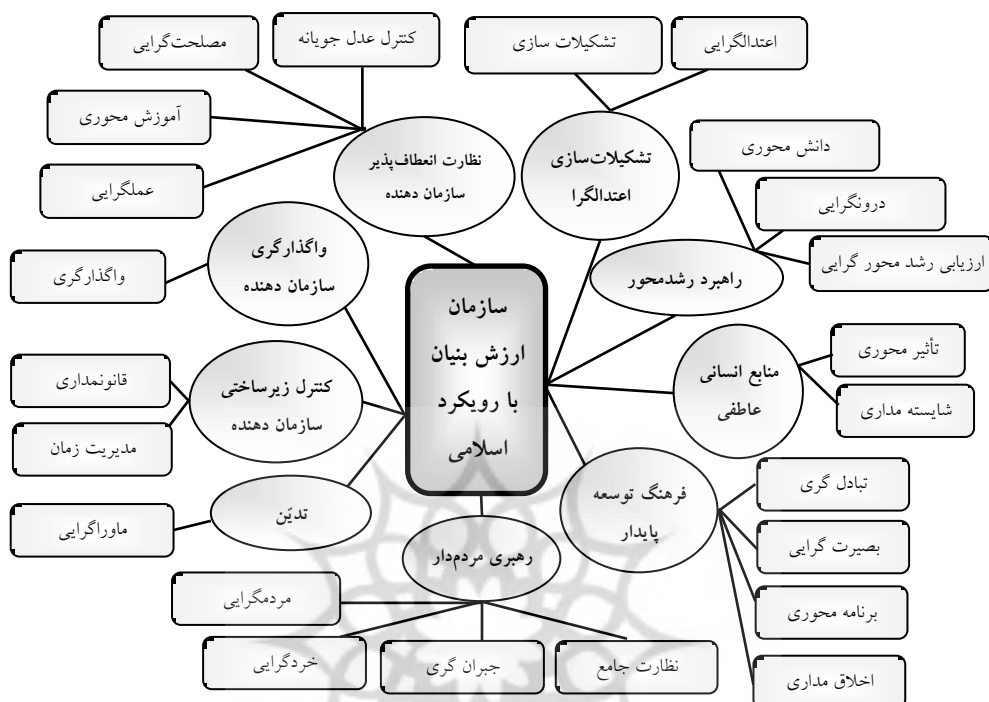 اعتدالگرایی
تشکیلات سازی
کنترل عدل جویانه
مصلحت‌گرایی
آموزش محوری
عملگرایی
نظارت انعطاف‌پذیر
سازمان دهنده
تشکیلات‌سازی
اعتدالگرا
دانش محوری
درونگرایی
ارزیابی رشد محور گرایی
راهبرد رشدمحور
واگذارگری
سازمان دهنده
واگذارگری
سازمان
ارزش بنیان
با رویکرد
اسلامی
منابع انسانی
عاطفی
تأثیر محوری
شایسته مداری
کنترل زیرساختی
سازمان دهنده
قانونمداری
مدیریت زمان
فرهنگ توسعه
پایدار
تبادل گری
بصیرت گرایی
برنامه محوری
اخلاق مداری
تدیّن
ماوراگرایی
رهبری مردم‌دار
مردمگرایی
نظارت جامع
جبران گری
خردگرایی